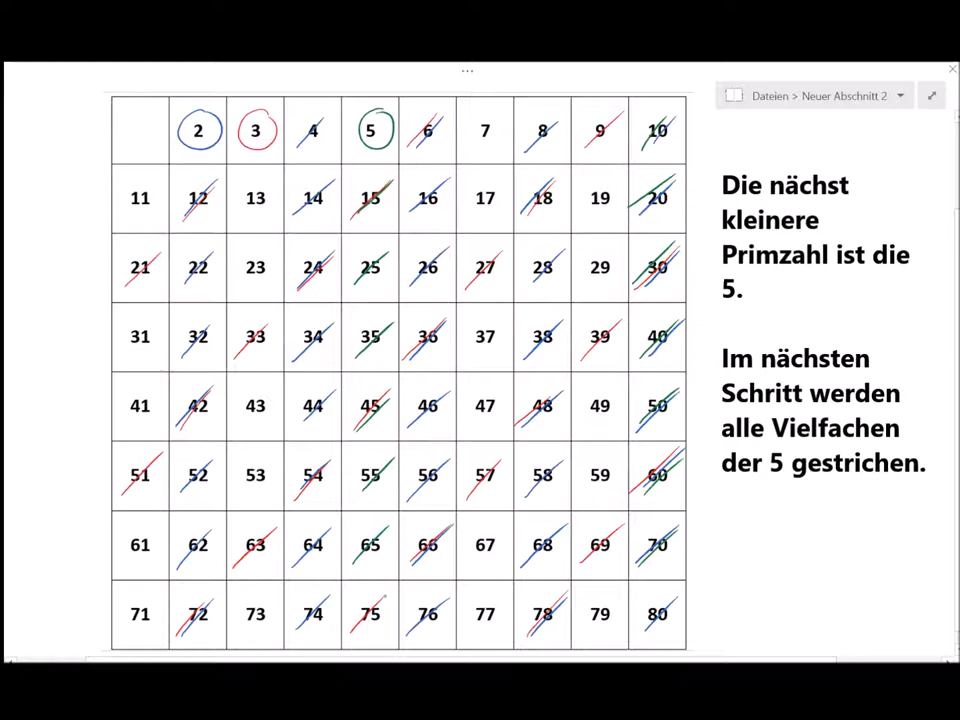 ...
Dateien > Neuer Abschnitt 2
2 3 4 5 6 7 8 9 10
11 12 13 14 15 16 17 18 19 20
21 22 23 24 25 26 27 28 29 30
31 32 33 34 35 36 37 38 39 40
41 42 43 44 45 46 47 48 49 50
51 52 53 54 55 56 57 58 59 60
61 62 63 64 65 66 67 68 69 70
71 72 73 74 75 76 77 78 79 80
Die nächst
kleinere
Primzahl ist die
5.
Im nächsten
Schritt werden
alle Vielfachen
der 5 gestrichen.